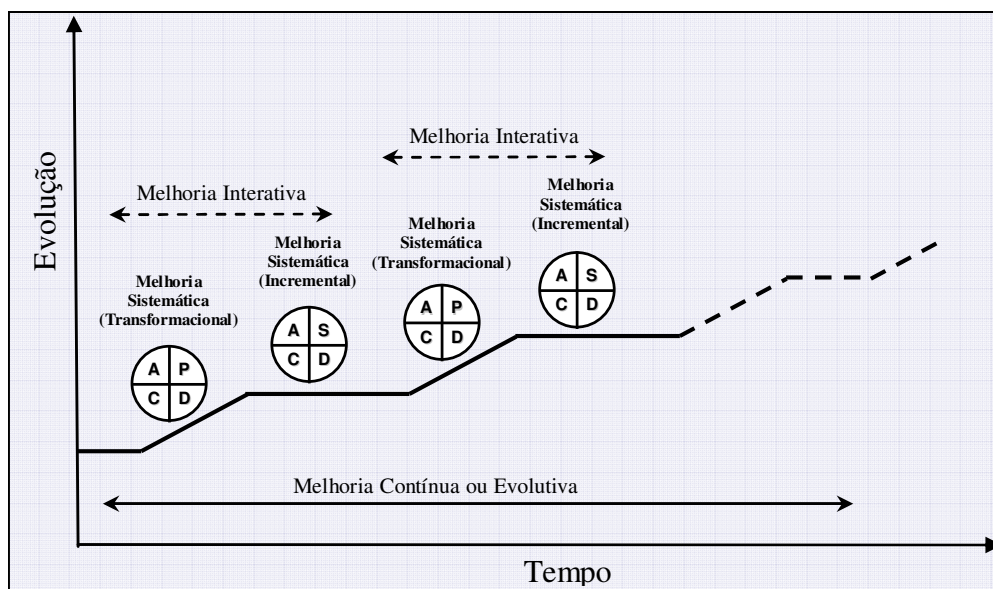 Evolução
Melhoria Interativa
Melhoria Interativa
Melhoria
Sistemática
(Transformacional)
A P
C D
Melhoria
Sistemática
(Incremental)
A S
C D
Melhoria
Sistemática
(Transformacional)
A P
C D
Melhoria
Sistemática
(Incremental)
A S
C D
Melhoria Contínua ou Evolutiva
Tempo